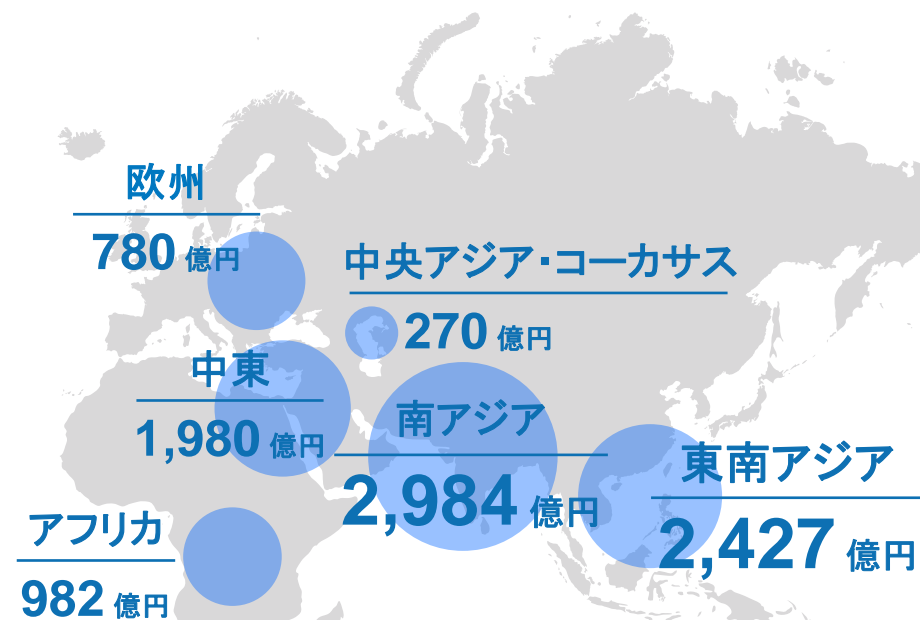 欧州
780 億円
中央アジア・コーカサス
270 億円
中東
1,980 億円
南アジア
2,984 億円
東南アジア
2,427 億円
アフリカ
982 億円